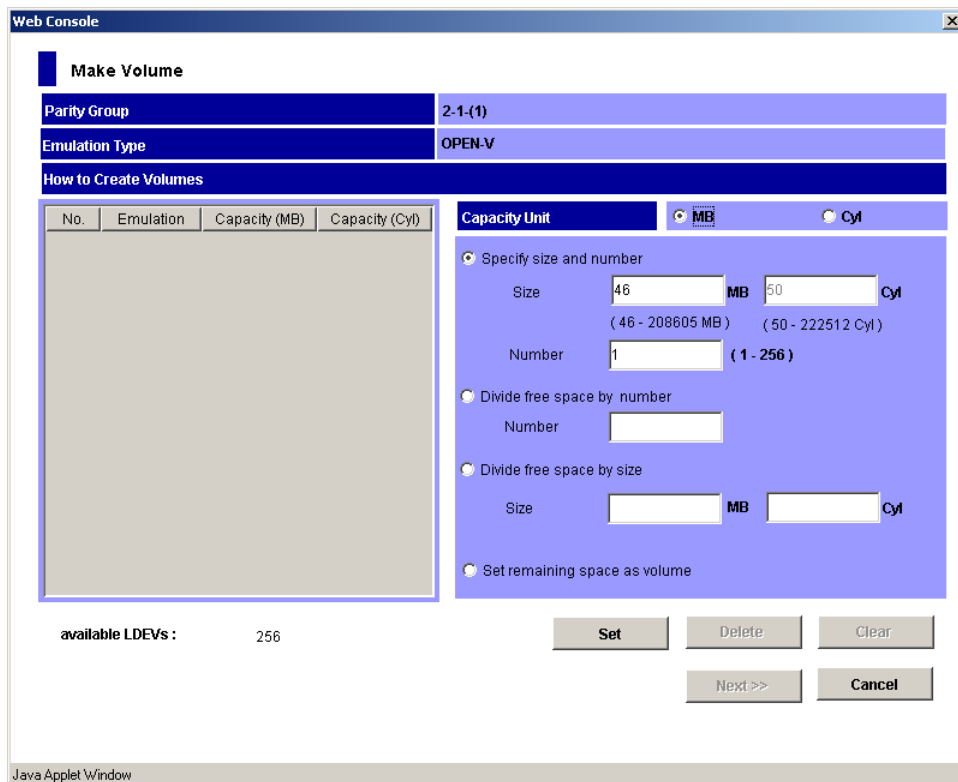 Web Console
Make Volume
Parity Group 2-1-(1)
Emulation Type OPEN-V
How to Create Volumes
No. Emulation Capacity (MB) Capacity (Cyl)
Capacity Unit MB Cyl
Specify size and number
Size 46 MB 50 Cyl
( 46 - 208605 MB ) ( 50 - 222512 Cyl )
Number 1 ( 1 - 256 )
Divide free space by number
Number
Divide free space by size
Size MB Cyl
Set remaining space as volume
available LDEVs : 256
Set Delete Clear
Next >> Cancel
Java Applet Window